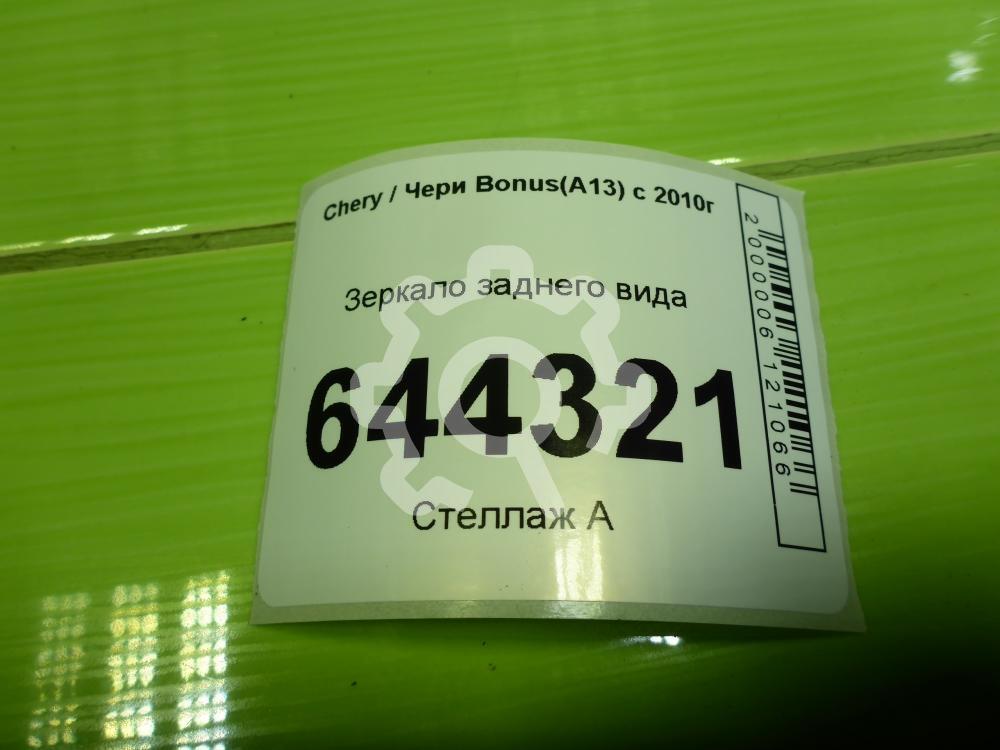 Chery / Чери Bonus(A13) с 2010г
Зеркало заднего вида
644321
Стеллаж А
2000006121066